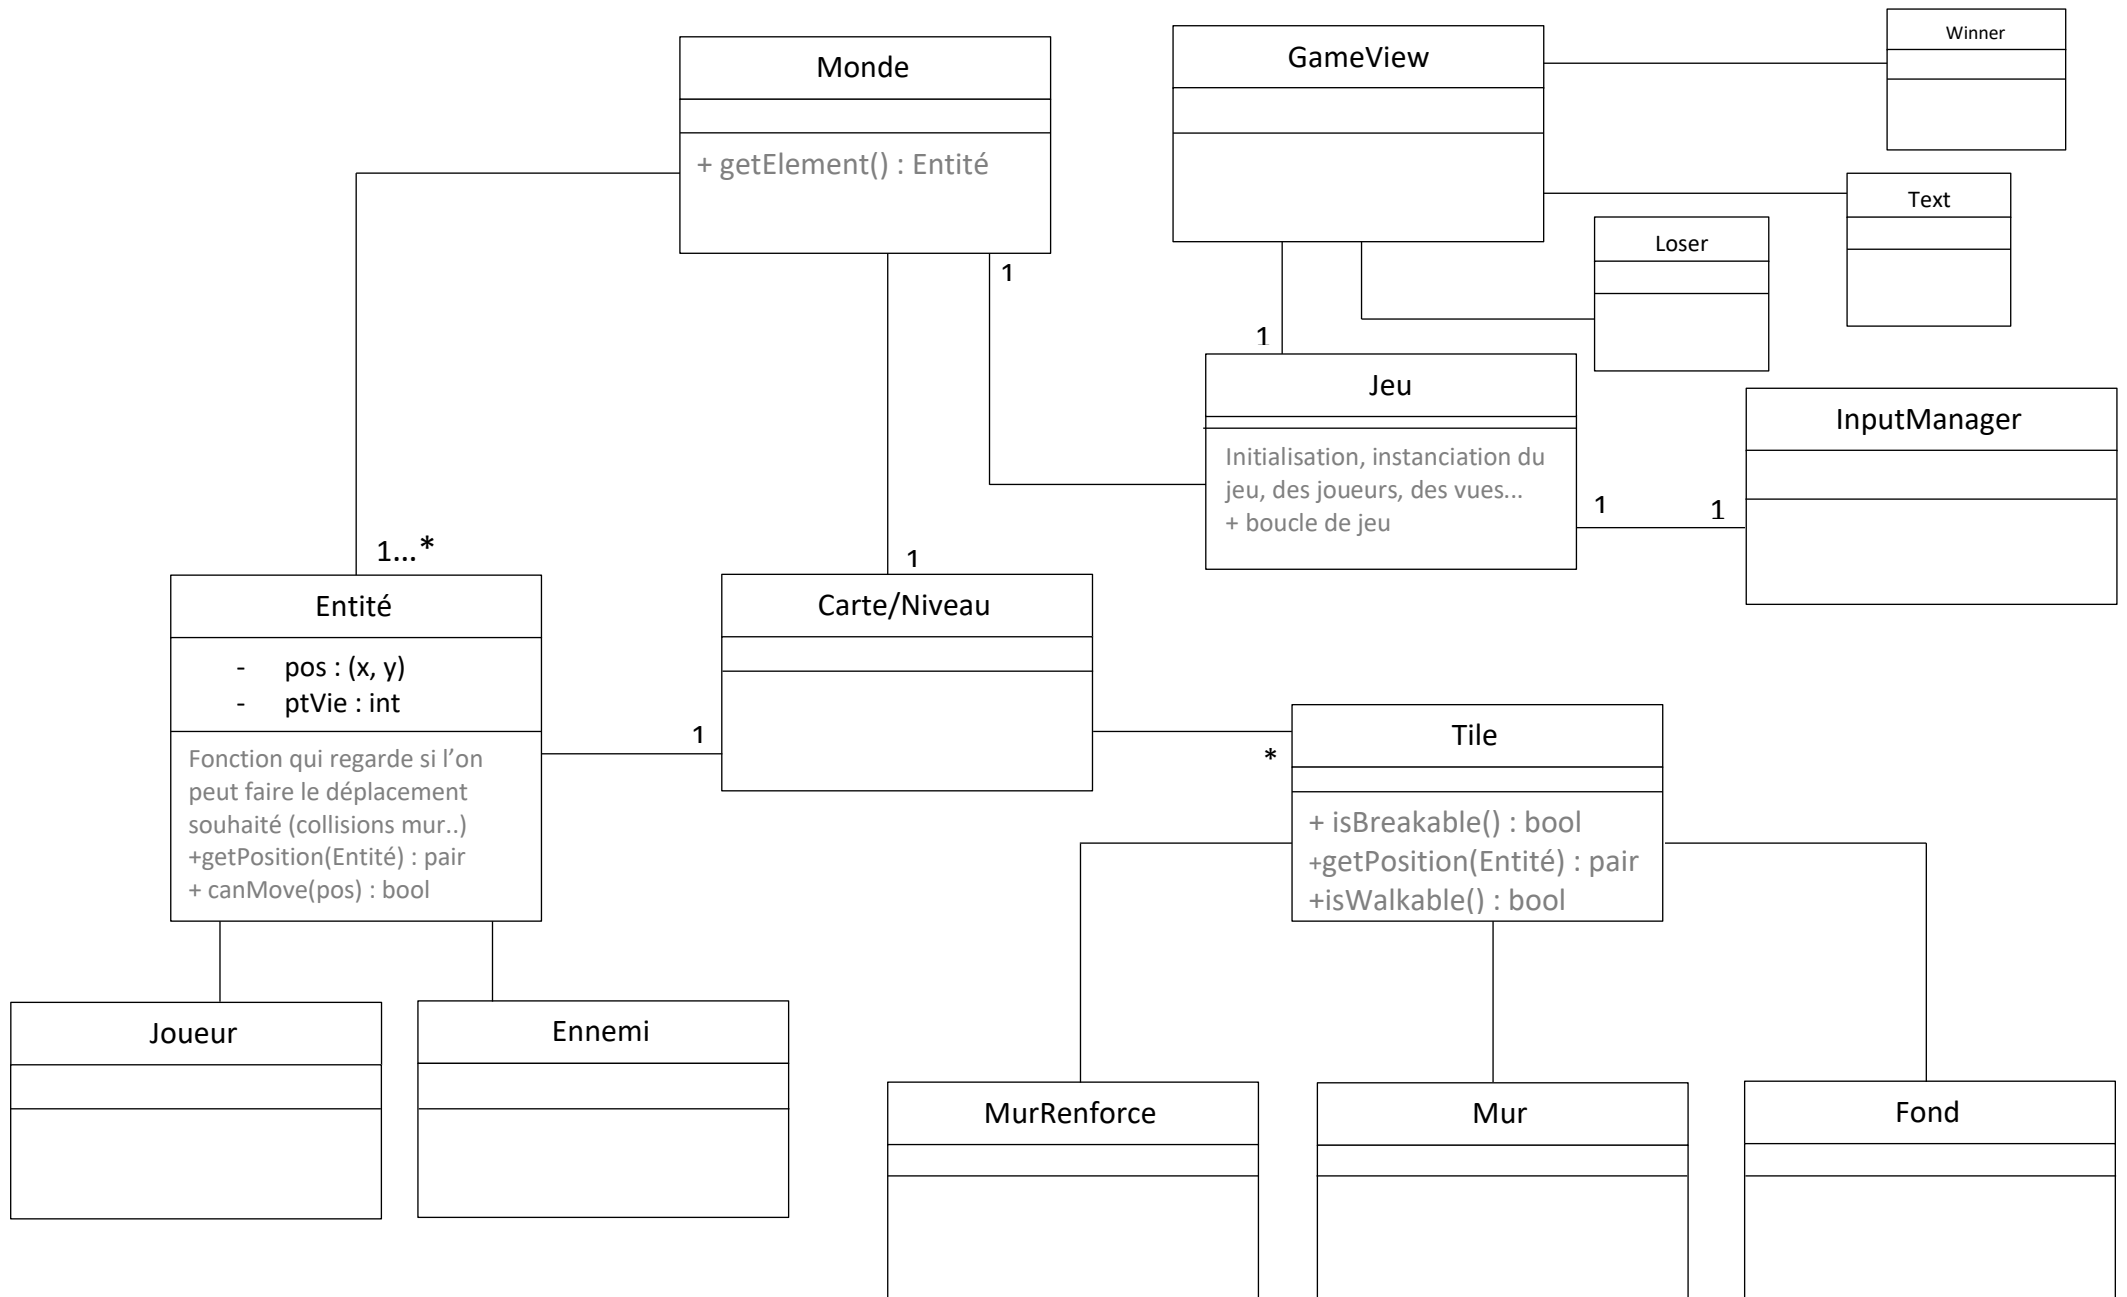 Monde
+ getElement() : Entité
GameView
Winner
Text
Loser
1
1
Jeu
Initialisation, instanciation du
jeu, des joueurs, des vues...
+ boucle de jeu
1
1
InputManager
1...*
1
Entité
- pos : (x, y)
- ptVie : int
Fonction qui regarde si l’on
peut faire le déplacement
souhaité (collisions mur..)
+getPosition(Entité) : pair
+ canMove(pos) : bool
1
Carte/Niveau
*
Tile
+ isBreakable() : bool
+getPosition(Entité) : pair
+isWalkable() : bool
Joueur
Ennemi
MurRenforce
Mur
Fond